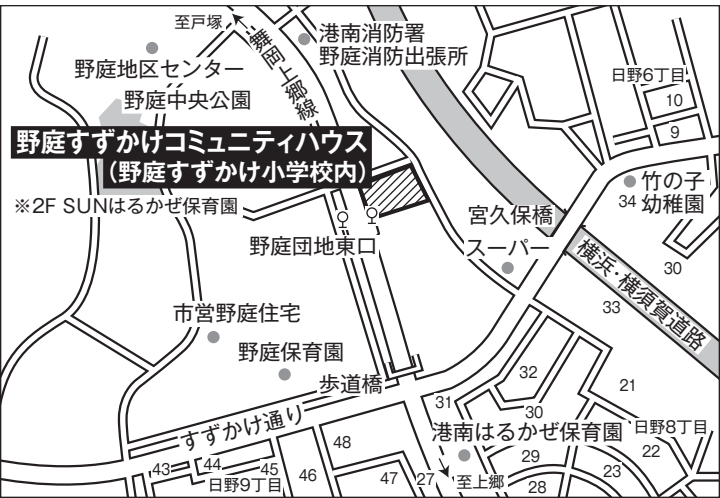 至戸塚
舞岡上郷線
港南消防署
野庭消防出張所
野庭地区センター
野庭中央公園
日野6丁目
10
9
野庭すずかけコミュニティハウス
(野庭すずかけ小学校内)
※2F SUNはるかぜ保育園
竹の子
34 幼稚園
宮久保橋
野庭団地東口
スーパー
横浜・横須賀道路
30
33
市営野庭住宅
野庭保育園
歩道橋
32
21
31
30
すずかけ通り
港南はるかぜ保育園
日野8丁目
48
29
22
43
44
45
46
47
27
至上郷
28
23
日野9丁目